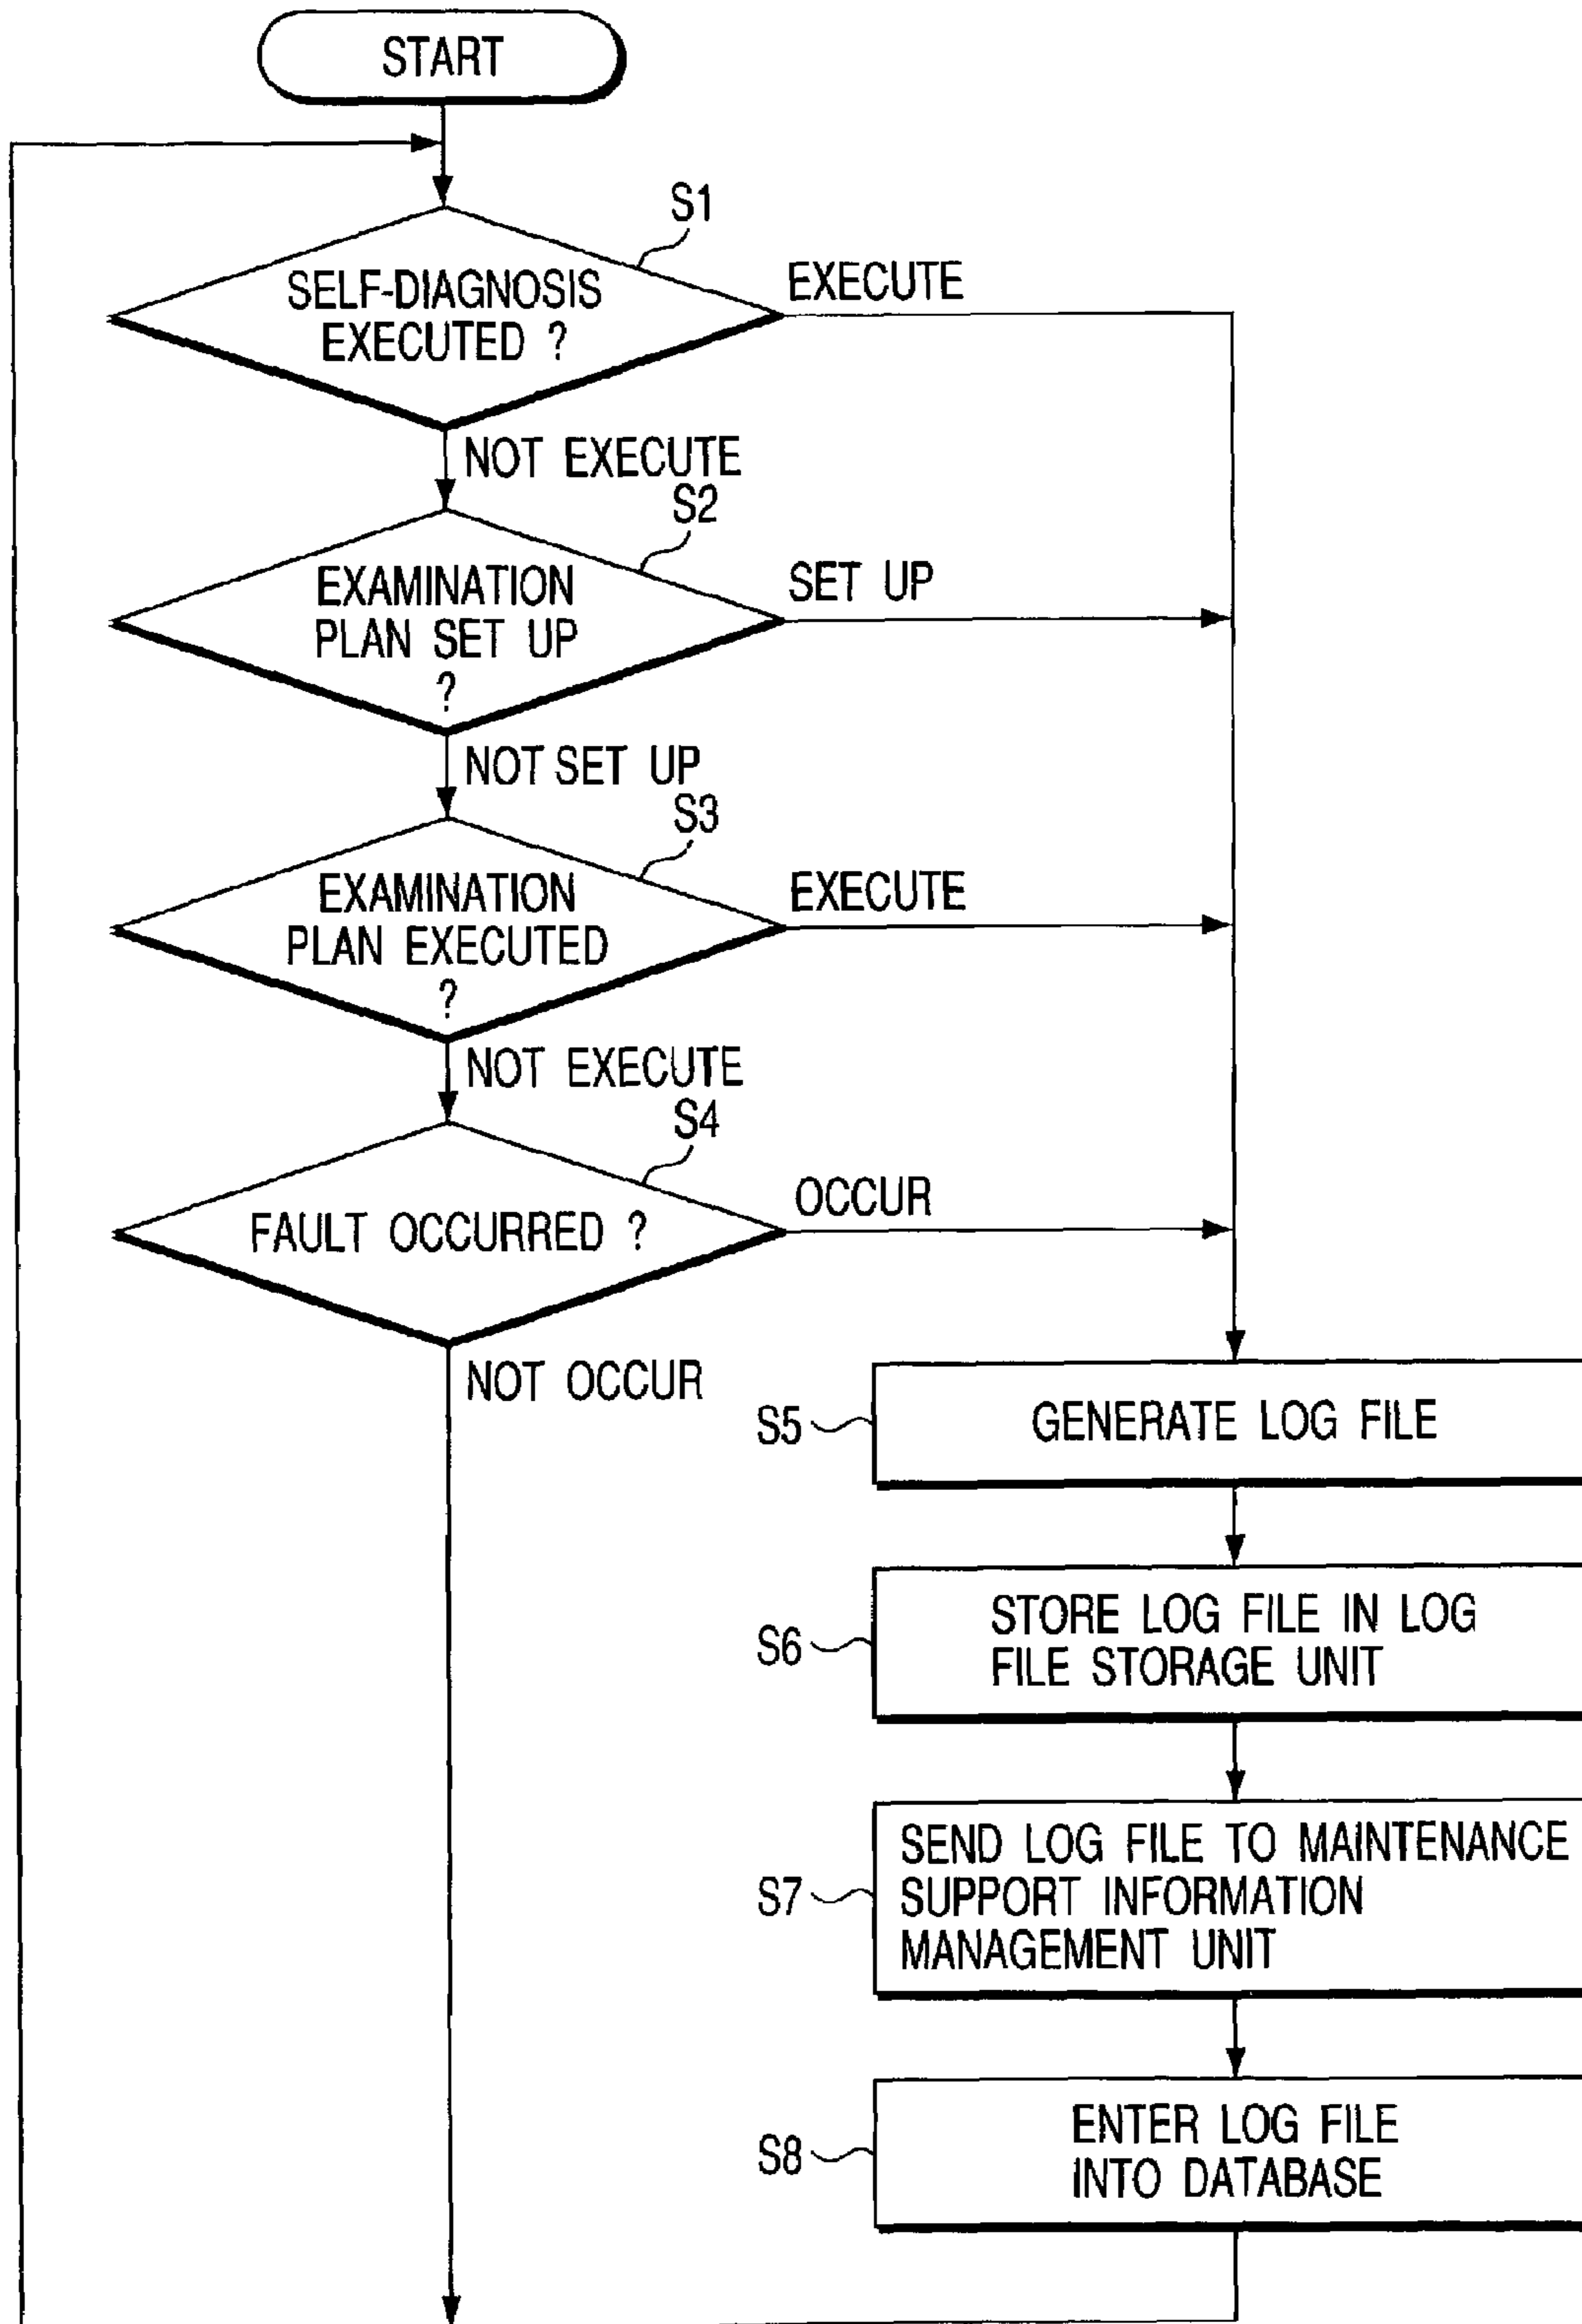 START
S1
SELF-DIAGNOSIS
EXECUTED ?
EXECUTE
NOT EXECUTE
S2
EXAMINATION
PLAN SET UP
?
SET UP
NOT SET UP
S3
EXAMINATION
PLAN EXECUTED
?
EXECUTE
NOT EXECUTE
S4
FAULT OCCURRED ?
OCCUR
NOT OCCUR
S5
GENERATE LOG FILE
S6
STORE LOG FILE IN LOG
FILE STORAGE UNIT
S7
SEND LOG FILE TO MAINTENANCE
SUPPORT INFORMATION
MANAGEMENT UNIT
S8
ENTER LOG FILE
INTO DATABASE